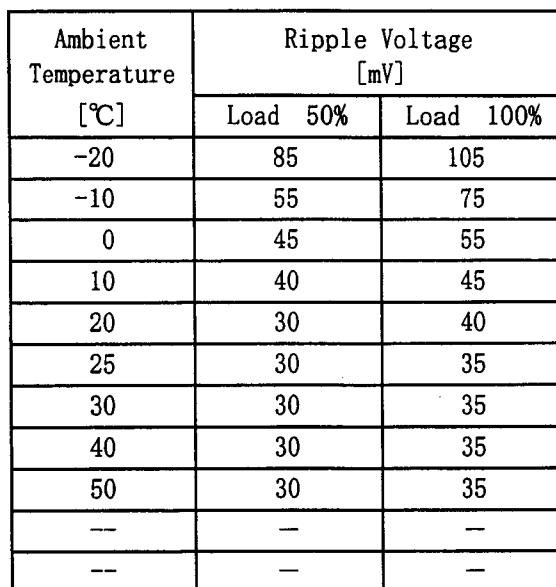 Ambient Temperature [℃] Ripple Voltage [mV]
Load 50% Load 100%
-20 85 105
-10 55 75
0 45 55
10 40 45
20 30 40
25 30 35
30 30 35
40 30 35
50 30 35
-- — —
-- — —